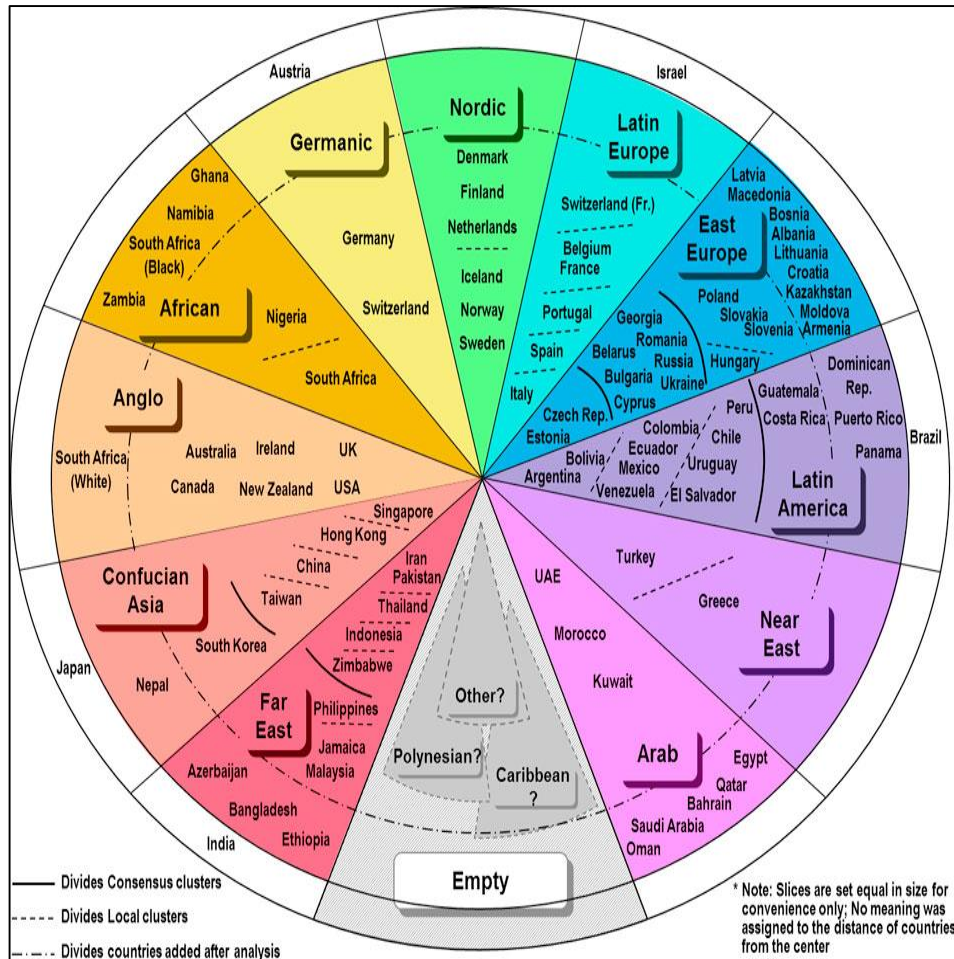 Austria
Israel
Brazil
Japan
India
Nordic
Denmark
Finland
Netherlands
Iceland
Norway
Sweden
Latin
Europe
Switzerland (Fr.)
Belgium
France
Portugal
Spain
Italy
East
Europe
Latvia
Macedonia
Bosnia
Albania
Lithuania
Croatia
Kazakhstan
Moldova
Armenia
Poland
Slovakia
Slovenia
Hungary
Georgia
Romania
Russia
Ukraine
Belarus
Bulgaria
Cyprus
Czech Rep.
Estonia
Latin
America
Dominican
Rep.
Puerto Rico
Panama
Guatemala
Costa Rica
Peru
Chile
Uruguay
El Salvador
Colombia
Ecuador
Mexico
Venezuela
Bolivia
Argentina
Near
East
Turkey
Greece
Arab
UAE
Morocco
Kuwait
Egypt
Qatar
Bahrain
Saudi Arabia
Oman
Empty
Other?
Polynesian?
Caribbean
?
Far
East
Iran
Pakistan
Thailand
Indonesia
Zimbabwe
Philippines
Jamaica
Malaysia
Azerbaijan
Bangladesh
Ethiopia
Confucian
Asia
Singapore
Hong Kong
China
Taiwan
South Korea
Nepal
Anglo
South Africa
(White)
Australia
Ireland
UK
Canada
New Zealand
USA
African
Ghana
Namibia
South Africa
(Black)
Zambia
Nigeria
South Africa
Germanic
Germany
Switzerland
Divides Consensus clusters
Divides Local clusters
Divides countries added after analysis
* Note: Slices are set equal in size for
convenience only; No meaning was
assigned to the distance of countries
from the center